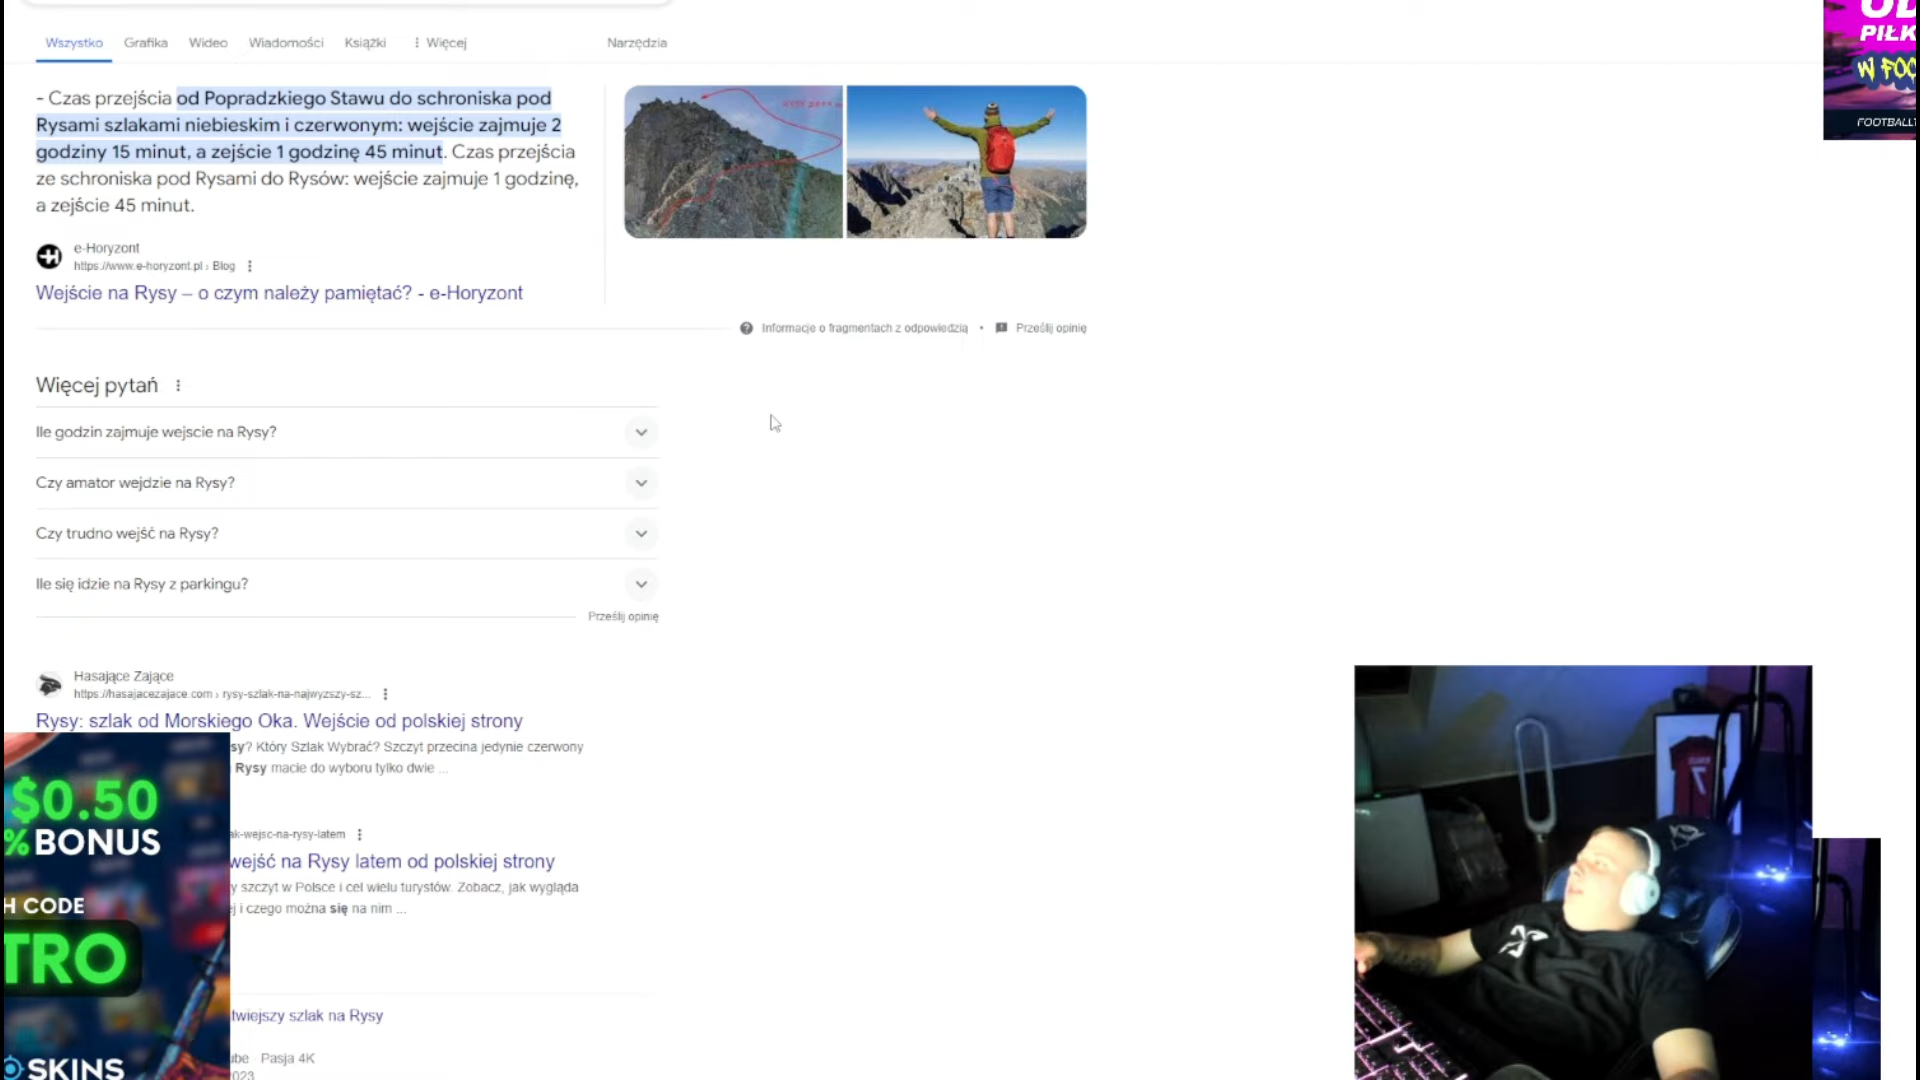 Wszystko
Grafika
Wideo
Wiadomości
Książki
Więcej
Narzędzia
- Czas przejścia od Popradzkiego Stawu do schroniska pod
Rysami szlakami niebieskim i czerwonym: wejście zajmuje 2
godziny 15 minut, a zejście 1 godzinę 45 minut. Czas przejścia
ze schroniska pod Rysami do Rysów: wejście zajmuje 1 godzinę,
a zejście 45 minut.
e-Horyzont
https://www.e-horyzont.pl › Blog
Wejście na Rysy – o czym należy pamiętać? - e-Horyzont
Informacje o fragmentach z odpowiedzią • Prześlij opinię
Więcej pytań
Ile godzin zajmuje wejscie na Rysy?
Czy amator wejdzie na Rysy?
Czy trudno wejść na Rysy?
Ile się idzie na Rysy z parkingu?
Prześlij opinię
Hasające Zające
https://hasajacezajace.com › rysy-szlak-na-najwyzszy-sz...
Rysy: szlak od Morskiego Oka. Wejście od polskiej strony
sy? Który Szlak Wybrać? Szczyt przecina jedynie czerwony
Rysy macie do wyboru tylko dwie ...
ak-wejsc-na-rysy-latem
wejść na Rysy latem od polskiej strony
y szczyt w Polsce i cel wielu turystów. Zobacz, jak wygląda
ej i czego można się na nim ...
twiejszy szlak na Rysy
ube · Pasja 4K
2023
$0.50
% BONUS
H CODE
TRO
SKINS
PIŁK
W FOO
FOOTBALLT
7